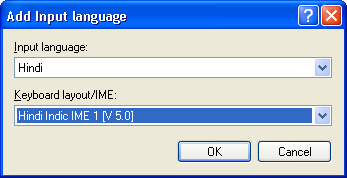 Add Input language
Input language:
Hindi
Keyboard layout/IME:
Hindi Indic IME 1 [V 5.0]
OK
Cancel